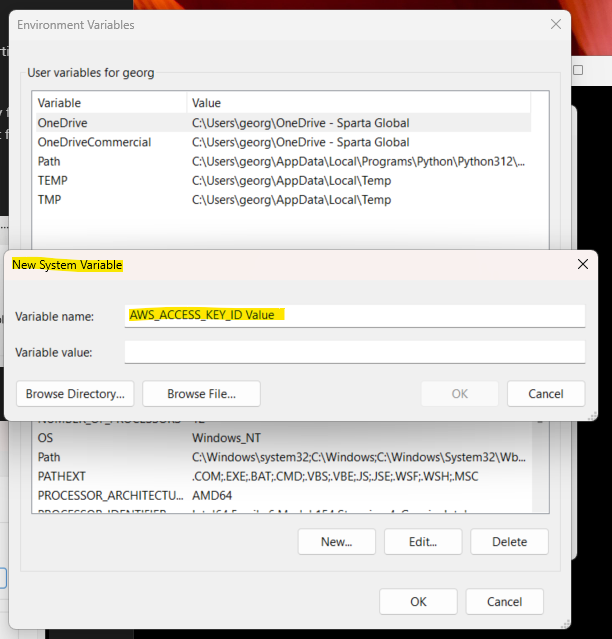 Environment Variables
User variables for georg
Variable Value
OneDrive C:\Users\georg\OneDrive - Sparta Global
OneDriveCommercial C:\Users\georg\OneDrive - Sparta Global
Path C:\Users\georg\AppData\Local\Programs\Python\Python312\...
TEMP C:\Users\georg\AppData\Local\Temp
TMP C:\Users\georg\AppData\Local\Temp
New System Variable
Variable name: AWS_ACCESS_KEY_ID Value
Variable value:
Browse Directory... Browse File... OK Cancel
NUMBER_OF_PROCESSORS 12
OS Windows_NT
Path C:\Windows\system32;C:\Windows;C:\Windows\System32\Wb...
PATHEXT .COM;.EXE;.BAT;.CMD;.VBS;.VBE;.JS;.JSE;.WSF;.WSH;.MSC
PROCESSOR_ARCHITECTU... AMD64
PROCESSOR_IDENTIFIER
New... Edit... Delete
OK Cancel